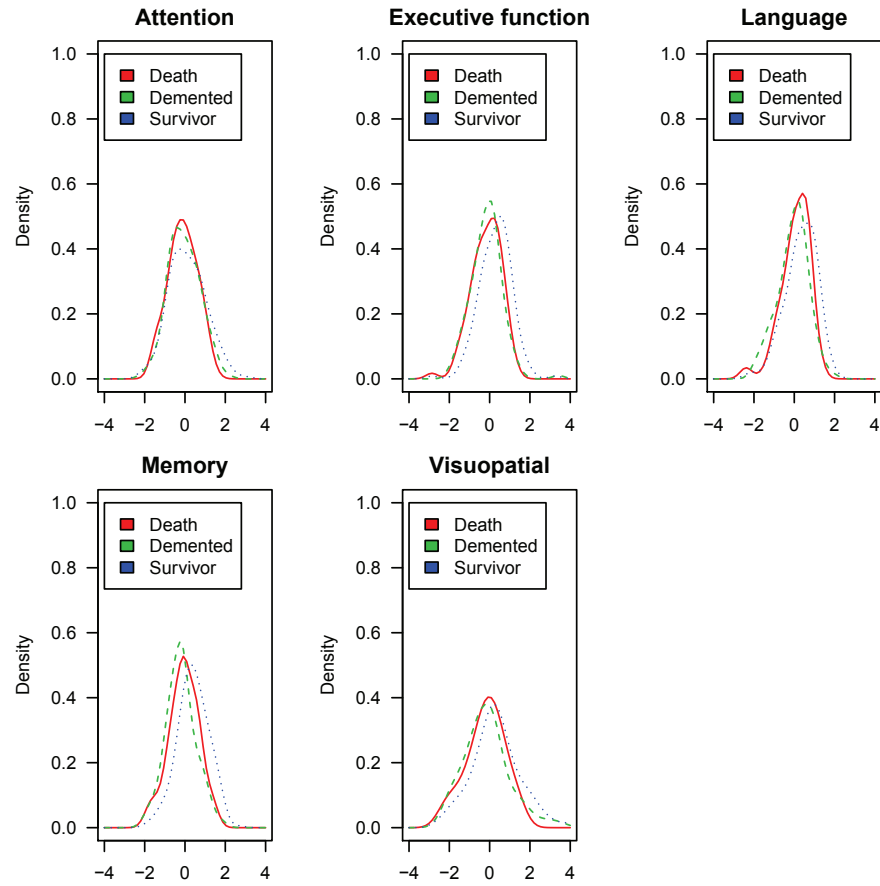 Attention
Executive function
Language
1.0
0.8
0.6
0.4
0.2
0.0
Density
Death
Demented
Survivor
−4 −2 0 2 4
1.0
0.8
0.6
0.4
0.2
0.0
Density
Death
Demented
Survivor
−4 −2 0 2 4
1.0
0.8
0.6
0.4
0.2
0.0
Density
Death
Demented
Survivor
−4 −2 0 2 4
Memory
Visuopatial
1.0
0.8
0.6
0.4
0.2
0.0
Density
Death
Demented
Survivor
−4 −2 0 2 4
1.0
0.8
0.6
0.4
0.2
0.0
Density
Death
Demented
Survivor
−4 −2 0 2 4